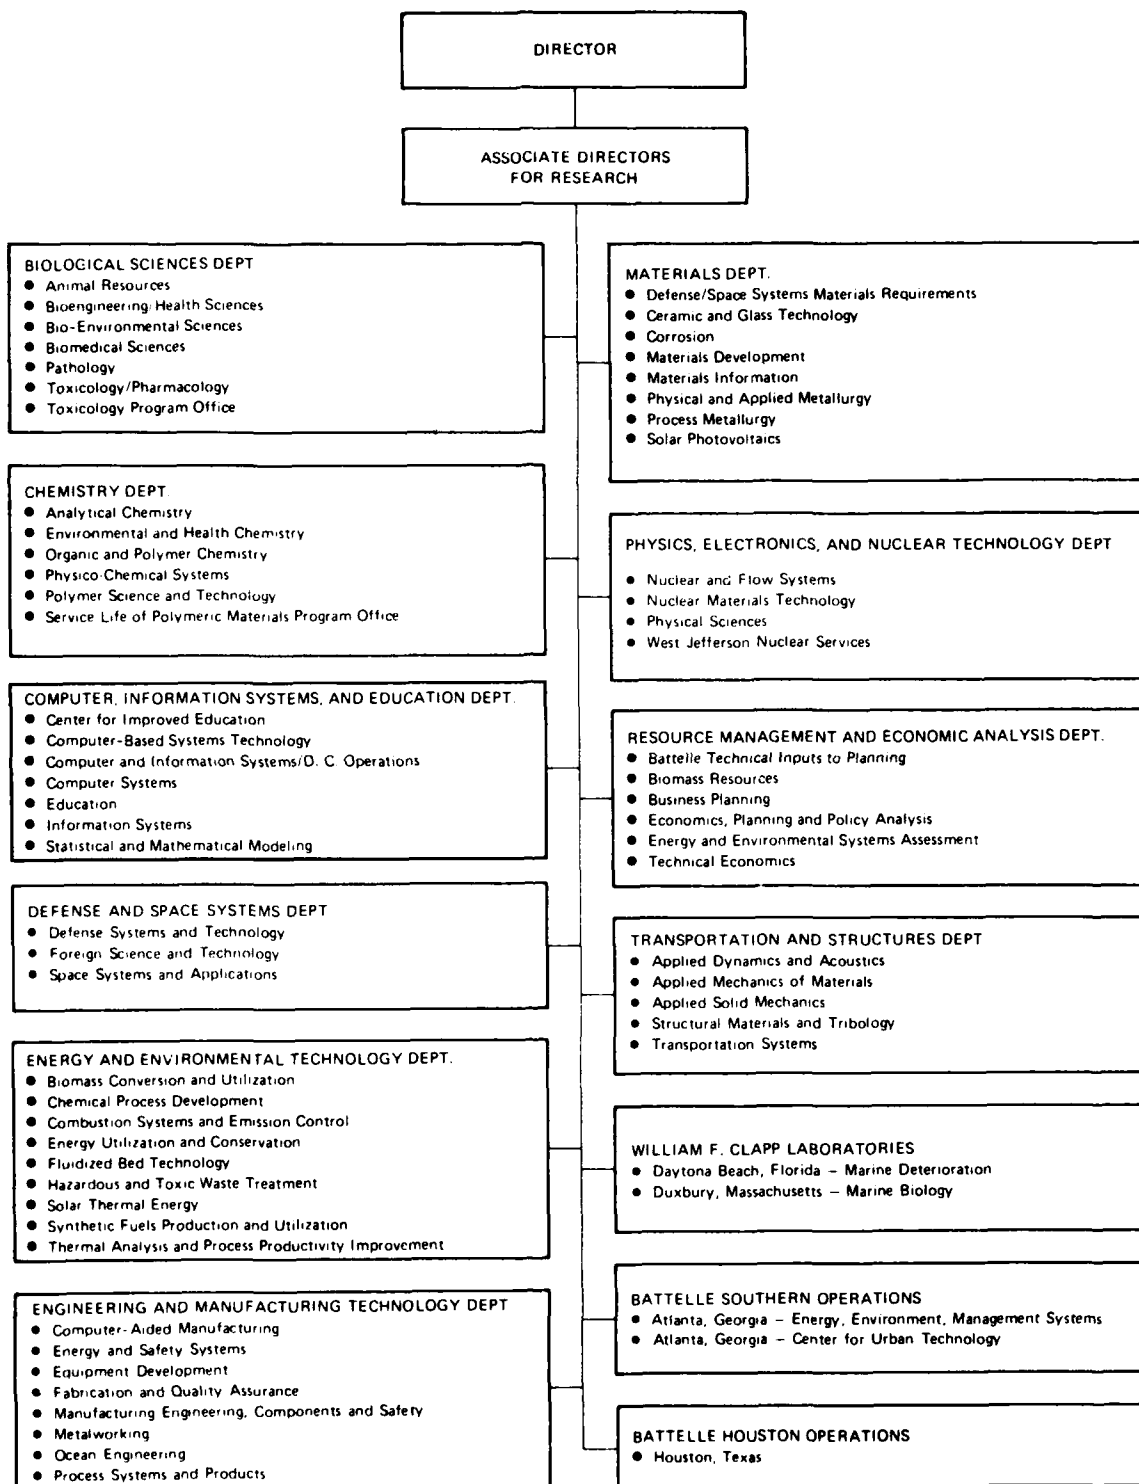 DIRECTOR
ASSOCIATE DIRECTORS
FOR RESEARCH
BIOLOGICAL SCIENCES DEPT
● Animal Resources
● Bioengineering/Health Sciences
● Bio-Environmental Sciences
● Biomedical Sciences
● Pathology
● Toxicology/Pharmacology
● Toxicology Program Office
CHEMISTRY DEPT.
● Analytical Chemistry
● Environmental and Health Chemistry
● Organic and Polymer Chemistry
● Physico-Chemical Systems
● Polymer Science and Technology
● Service Life of Polymeric Materials Program Office
COMPUTER, INFORMATION SYSTEMS, AND EDUCATION DEPT.
● Center for Improved Education
● Computer-Based Systems Technology
● Computer and Information Systems/D. C. Operations
● Computer Systems
● Education
● Information Systems
● Statistical and Mathematical Modeling
DEFENSE AND SPACE SYSTEMS DEPT
● Defense Systems and Technology
● Foreign Science and Technology
● Space Systems and Applications
ENERGY AND ENVIRONMENTAL TECHNOLOGY DEPT.
● Biomass Conversion and Utilization
● Chemical Process Development
● Combustion Systems and Emission Control
● Energy Utilization and Conservation
● Fluidized Bed Technology
● Hazardous and Toxic Waste Treatment
● Solar Thermal Energy
● Synthetic Fuels Production and Utilization
● Thermal Analysis and Process Productivity Improvement
ENGINEERING AND MANUFACTURING TECHNOLOGY DEPT
● Computer-Aided Manufacturing
● Energy and Safety Systems
● Equipment Development
● Fabrication and Quality Assurance
● Manufacturing Engineering, Components and Safety
● Metalworking
● Ocean Engineering
● Process Systems and Products
MATERIALS DEPT.
● Defense/Space Systems Materials Requirements
● Ceramic and Glass Technology
● Corrosion
● Materials Development
● Materials Information
● Physical and Applied Metallurgy
● Process Metallurgy
● Solar Photovoltaics
PHYSICS, ELECTRONICS, AND NUCLEAR TECHNOLOGY DEPT
● Nuclear and Flow Systems
● Nuclear Materials Technology
● Physical Sciences
● West Jefferson Nuclear Services
RESOURCE MANAGEMENT AND ECONOMIC ANALYSIS DEPT.
● Battelle Technical Inputs to Planning
● Biomass Resources
● Business Planning
● Economics, Planning and Policy Analysis
● Energy and Environmental Systems Assessment
● Technical Economics
TRANSPORTATION AND STRUCTURES DEPT
● Applied Dynamics and Acoustics
● Applied Mechanics of Materials
● Applied Solid Mechanics
● Structural Materials and Tribology
● Transportation Systems
WILLIAM F. CLAPP LABORATORIES
● Daytona Beach, Florida – Marine Deterioration
● Duxbury, Massachusetts – Marine Biology
BATTELLE SOUTHERN OPERATIONS
● Atlanta, Georgia – Energy, Environment, Management Systems
● Atlanta, Georgia – Center for Urban Technology
BATTELLE HOUSTON OPERATIONS
● Houston, Texas